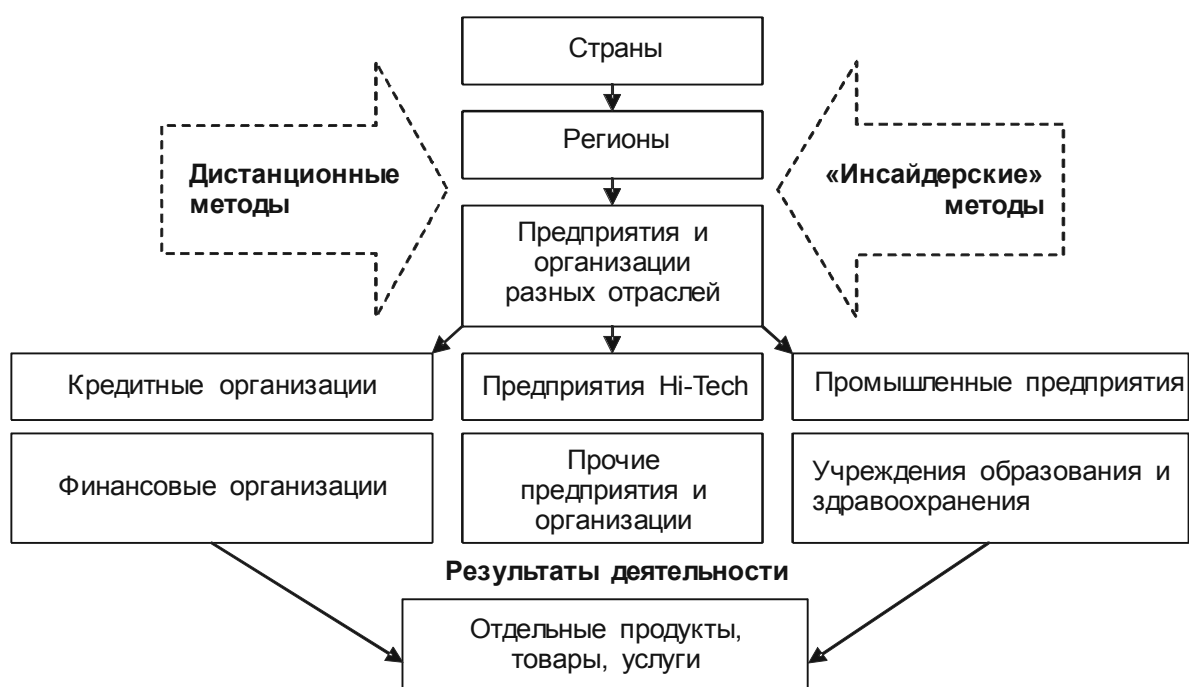 Страны
Регионы
Дистанционные
методы
«Инсайдерские»
методы
Предприятия и
организации
разных отраслей
Кредитные организации
Предприятия Hi-Tech
Промышленные предприятия
Финансовые организации
Прочие
предприятия и
организации
Учреждения образования и
здравоохранения
Результаты деятельности
Отдельные продукты,
товары, услуги